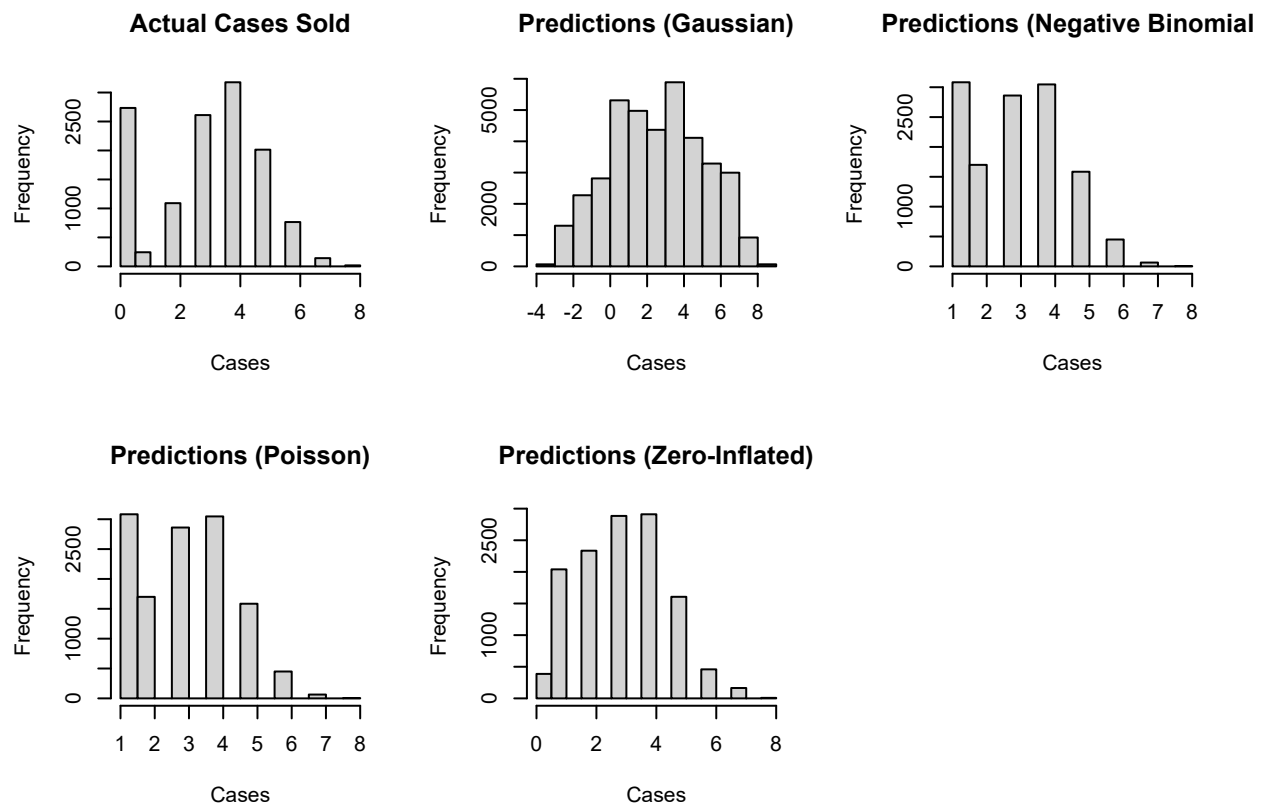 Actual Cases Sold
Frequency
0 1000 2500
0 2 4 6 8
Cases
Predictions (Gaussian)
Frequency
0 2000 5000
-4 -2 0 2 4 6 8
Cases
Predictions (Negative Binomial
Frequency
0 1000 2500
1 2 3 4 5 6 7 8
Cases
Predictions (Poisson)
Frequency
0 1000 2500
1 2 3 4 5 6 7 8
Cases
Predictions (Zero-Inflated)
Frequency
0 1000 2500
0 2 4 6 8
Cases